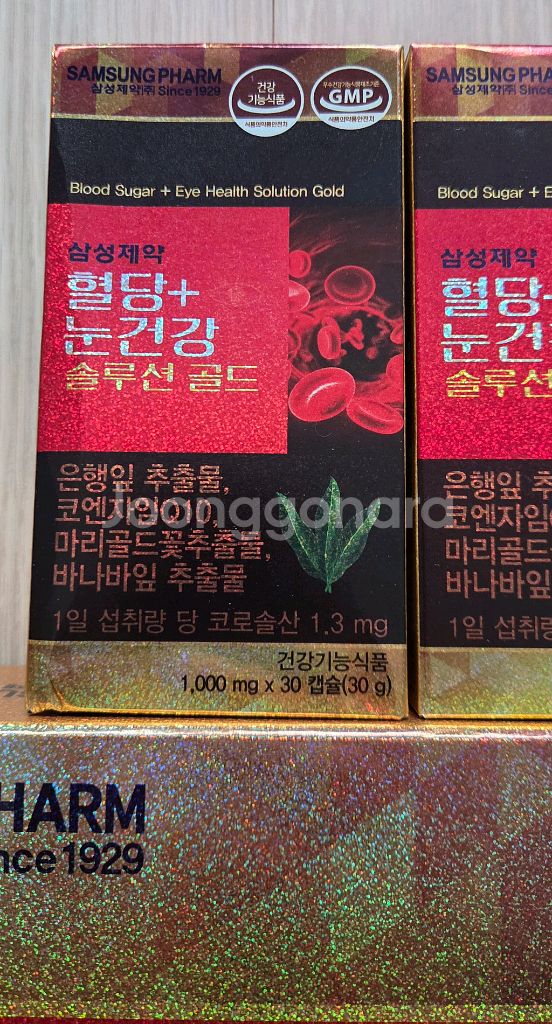 SAMSUNG PHARM
삼성제약(주) Since 1929
건강
기능식품
식품의약품안전처
우수건강기능식품제조기준
GMP
식품의약품안전처
Blood Sugar + Eye Health Solution Gold
삼성제약
혈당+
눈건강
솔루션 골드
은행잎 추출물,
코엔자임Q10,
마리골드꽃추출물,
바나바잎 추출물
1일 섭취량 당 코로솔산 1.3 mg
건강기능식품
1,000 mg x 30 캡슐(30 g)
SAMSUNG PHA
삼성제약(주) Sin
Blood Sugar + E
삼성제약
혈당
눈건
솔루션
은행잎 추
코엔자임
마리골드
바나바잎
1일 섭취량
Joonggonara
PHARM
nce 1929